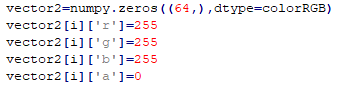 vector2=numpy.zeros((64,),dtype=colorRGB)
vector2[i]['r']=255
vector2[i]['g']=255
vector2[i]['b']=255
vector2[i]['a']=0